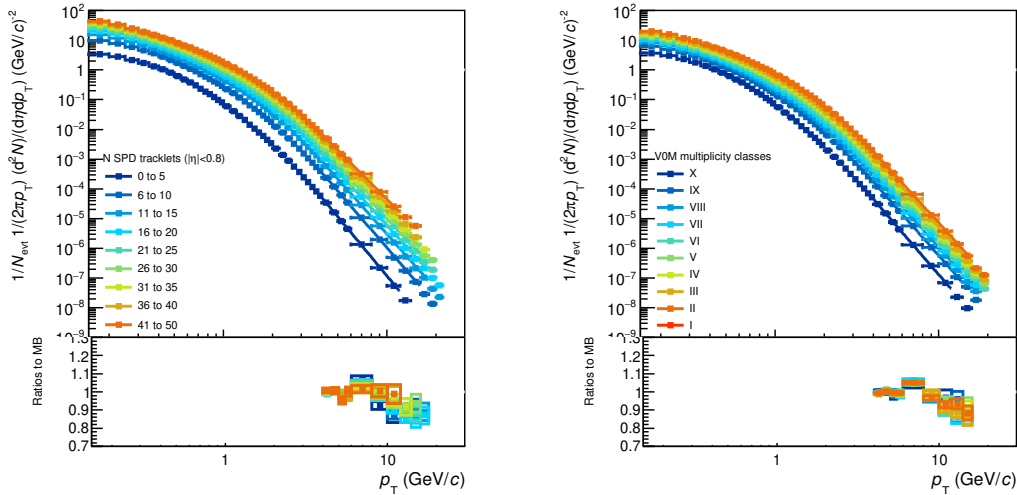 1/N_evt 1/(2πp_T) (d²N)/(dηdp_T) (GeV/c)⁻²
10²
10
1
10⁻¹
10⁻²
10⁻³
10⁻⁴
10⁻⁵
10⁻⁶
10⁻⁷
10⁻⁸
10⁻⁹
N SPD tracklets (|η|<0.8)
0 to 5
6 to 10
11 to 15
16 to 20
21 to 25
26 to 30
31 to 35
36 to 40
41 to 50
Ratios to MB
1.3
1.2
1.1
1
0.9
0.8
0.7
1
10
p_T (GeV/c)
1/N_evt 1/(2πp_T) (d²N)/(dηdp_T) (GeV/c)⁻²
10²
10
1
10⁻¹
10⁻²
10⁻³
10⁻⁴
10⁻⁵
10⁻⁶
10⁻⁷
10⁻⁸
10⁻⁹
V0M multiplicity classes
X
IX
VIII
VII
VI
V
IV
III
II
I
Ratios to MB
1.3
1.2
1.1
1
0.9
0.8
0.7
1
10
p_T (GeV/c)